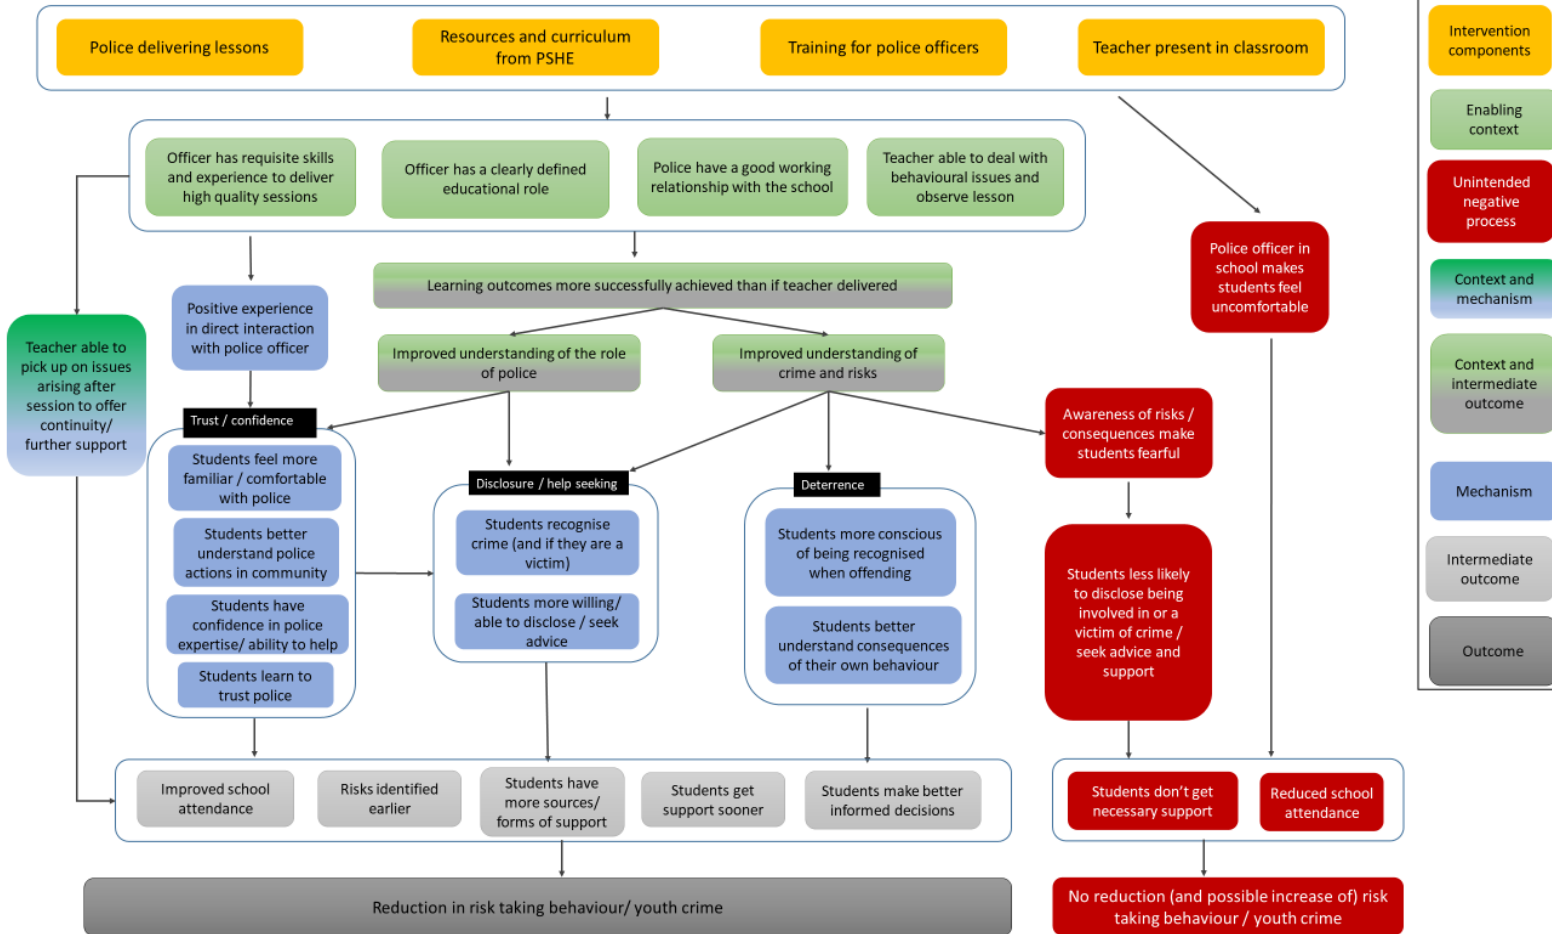 Police delivering lessons
Resources and curriculum
from PSHE
Training for police officers
Teacher present in classroom
Officer has requisite skills
and experience to deliver
high quality sessions
Officer has a clearly defined
educational role
Police have a good working
relationship with the school
Teacher able to deal with
behavioural issues and
observe lesson
Learning outcomes more successfully achieved than if teacher delivered
Police officer in
school makes
students feel
uncomfortable
Positive experience
in direct interaction
with police officer
Teacher able to
pick up on issues
arising after
session to offer
continuity/
further support
Improved understanding of the role
of police
Improved understanding of
crime and risks
Trust / confidence
Students feel more
familiar / comfortable
with police
Students better
understand police
actions in community
Students have
confidence in police
expertise/ ability to help
Students learn to
trust police
Disclosure / help seeking
Students recognise
crime (and if they are a
victim)
Students more willing/
able to disclose / seek
advice
Deterrence
Students more conscious
of being recognised
when offending
Students better
understand consequences
of their own behaviour
Awareness of risks /
consequences make
students fearful
Students less likely
to disclose being
involved in or a
victim of crime /
seek advice and
support
Improved school
attendance
Risks identified
earlier
Students have
more sources/
forms of support
Students get
support sooner
Students make better
informed decisions
Students don't get
necessary support
Reduced school
attendance
Reduction in risk taking behaviour/ youth crime
No reduction (and possible increase of) risk
taking behaviour / youth crime
Intervention
components
Enabling
context
Unintended
negative
process
Context and
mechanism
Context and
intermediate
outcome
Mechanism
Intermediate
outcome
Outcome